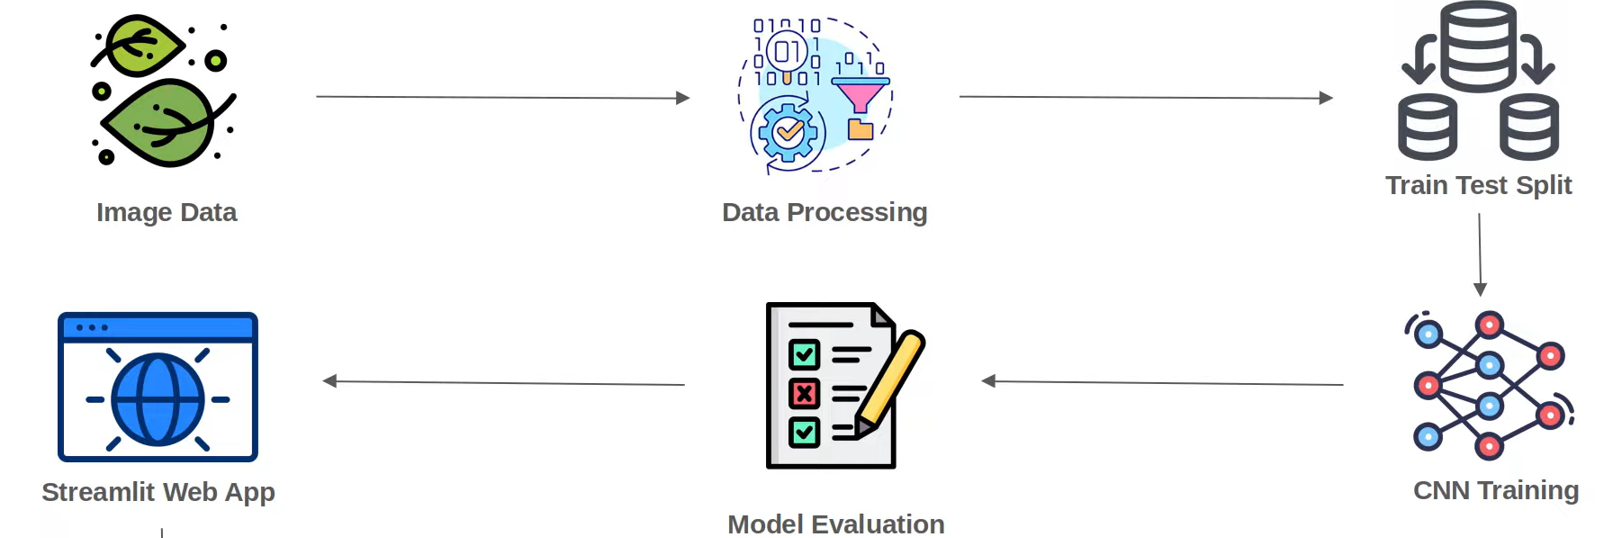 Image Data
Data Processing
Train Test Split
Streamlit Web App
Model Evaluation
CNN Training